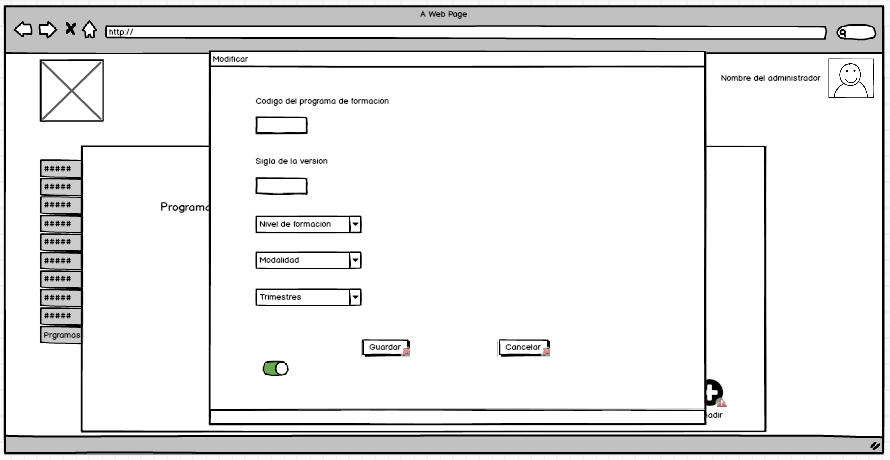 A Web Page
http://
Modificar
Nombre del administrador
Codigo del programa de formacion
Sigla de la version
#####
#####
#####
#####
#####
#####
#####
#####
#####
Prgramas
Programa
Nivel de formacion
Modalidad
Trimestres
Guardar
Cancelar
adir